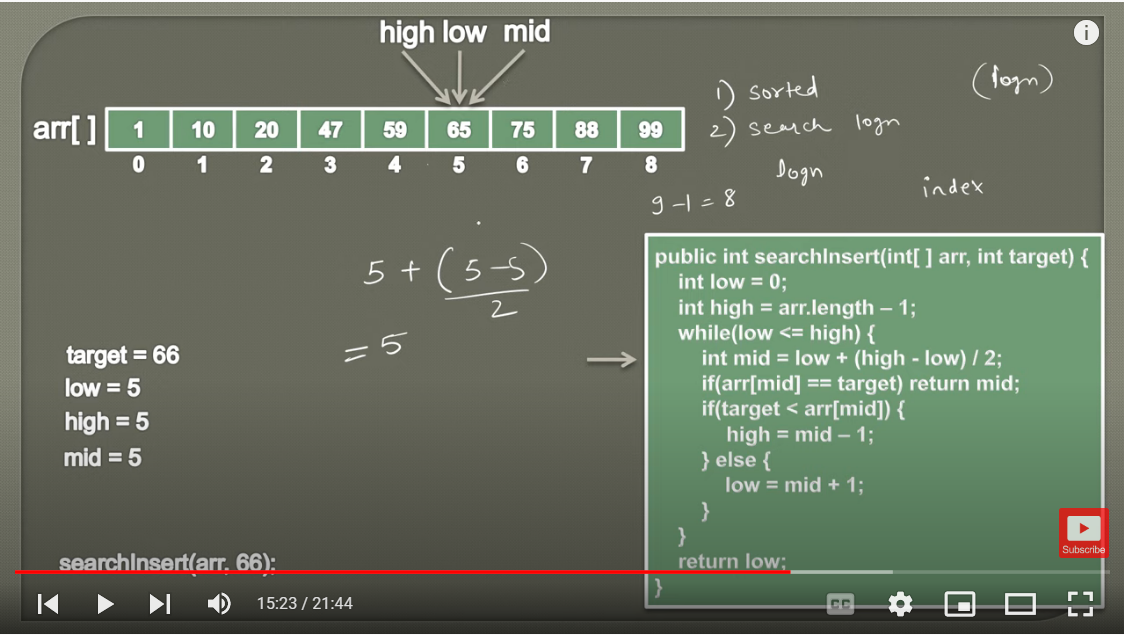 high low mid
arr[ ] 1 10 20 47 59 65 75 88 99
0 1 2 3 4 5 6 7 8
1) sorted
(logn)
2) search logn
logn
index
9 -1 = 8
5 + (5-5)
2
= 5
target = 66
low = 5
high = 5
mid = 5
searchInsert(arr, 66);
public int searchInsert(int[ ] arr, int target) {
int low = 0;
int high = arr.length – 1;
while(low <= high) {
int mid = low + (high - low) / 2;
if(arr[mid] == target) return mid;
if(target < arr[mid]) {
high = mid – 1;
} else {
low = mid + 1;
}
}
return low;
}
Subscribe
15:23 / 21:44
CC